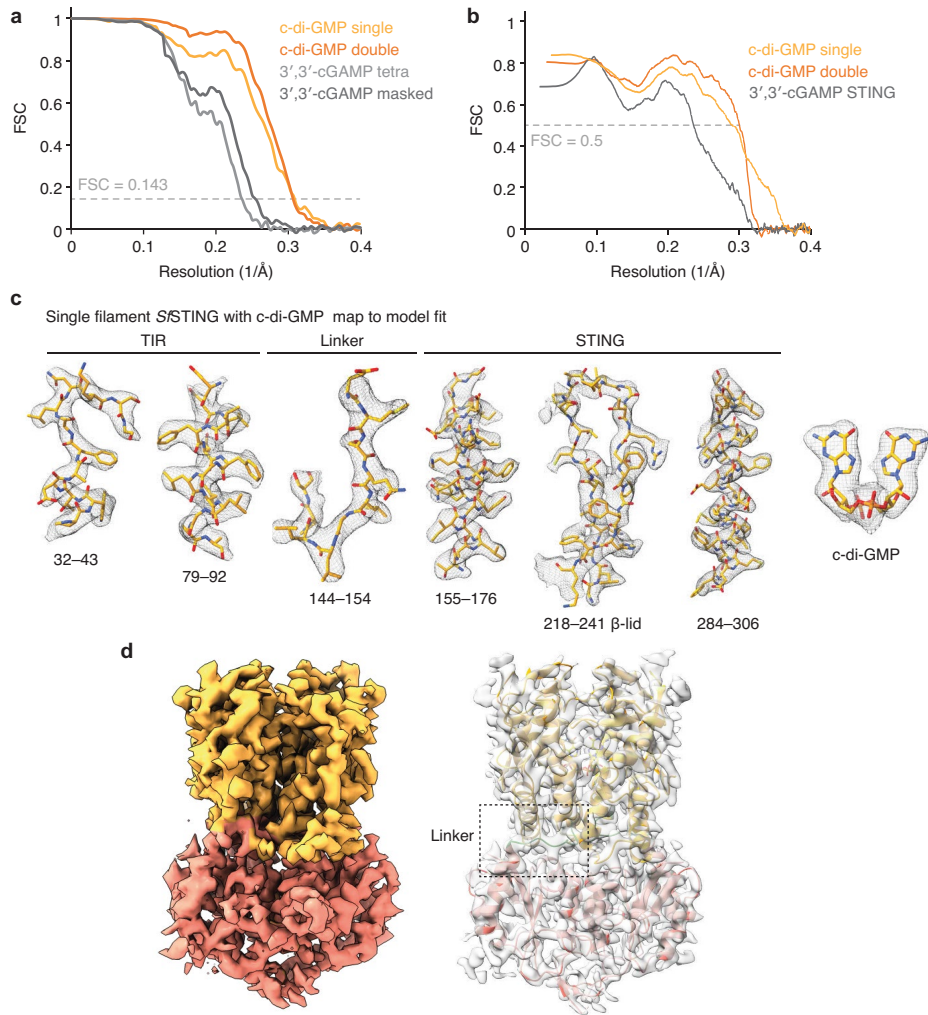 a
1
0.8
0.6
0.4
0.2
0
FSC
c-di-GMP single
c-di-GMP double
3′,3′-cGAMP tetra
3′,3′-cGAMP masked
FSC = 0.143
0
0.1
0.2
0.3
0.4
Resolution (1/Å)
b
1
0.8
0.6
0.4
0.2
0
FSC
c-di-GMP single
c-di-GMP double
3′,3′-cGAMP STING
FSC = 0.5
0
0.1
0.2
0.3
0.4
Resolution (1/Å)
c
Single filament SfSTING with c-di-GMP map to model fit
TIR
Linker
STING
32–43
79–92
144–154
155–176
218–241 β-lid
284–306
c-di-GMP
d
Linker